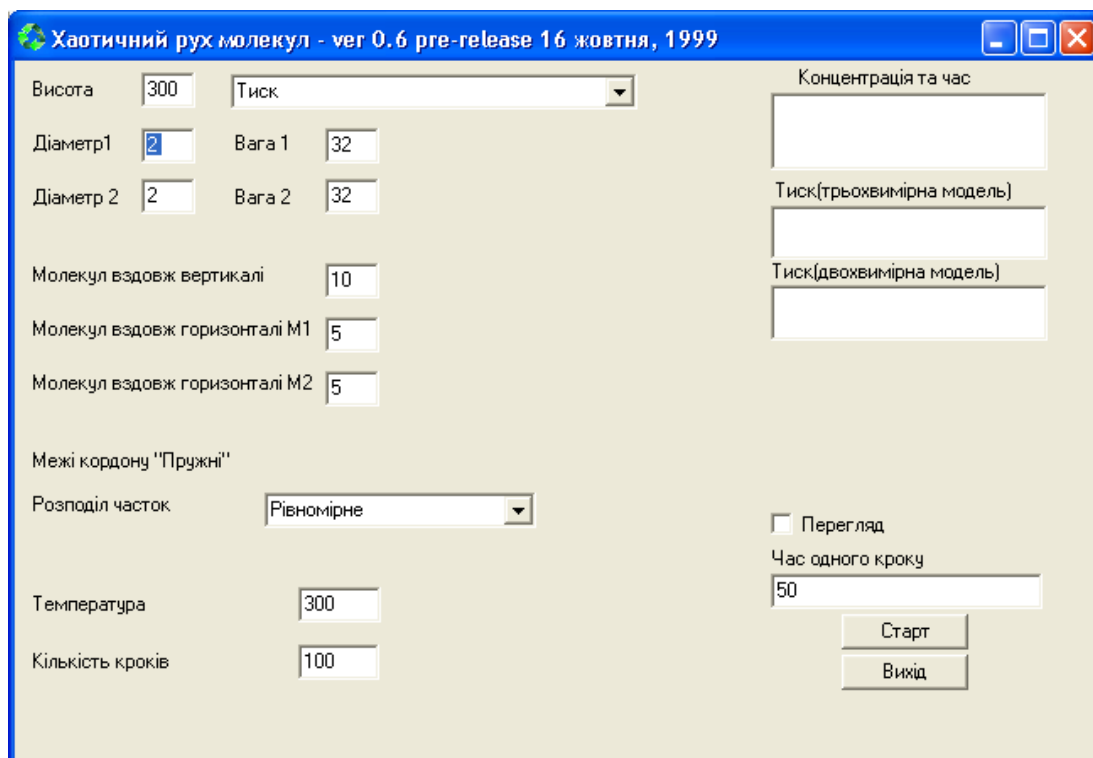 Хаотичний рух молекул - ver 0.6 pre-release 16 жовтня, 1999
Висота 300 Тиск
Діаметр1 2 Вага 1 32
Діаметр 2 2 Вага 2 32
Молекул вздовж вертикалі 10
Молекул вздовж горизонталі М1 5
Молекул вздовж горизонталі М2 5
Межі кордону "Пружні"
Розподіл часток Рівномірне
Температура 300
Кількість кроків 100
Концентрація та час
Тиск(трьохвимірна модель)
Тиск(двохвимірна модель)
Перегляд
Час одного кроку
50
Старт
Вихід